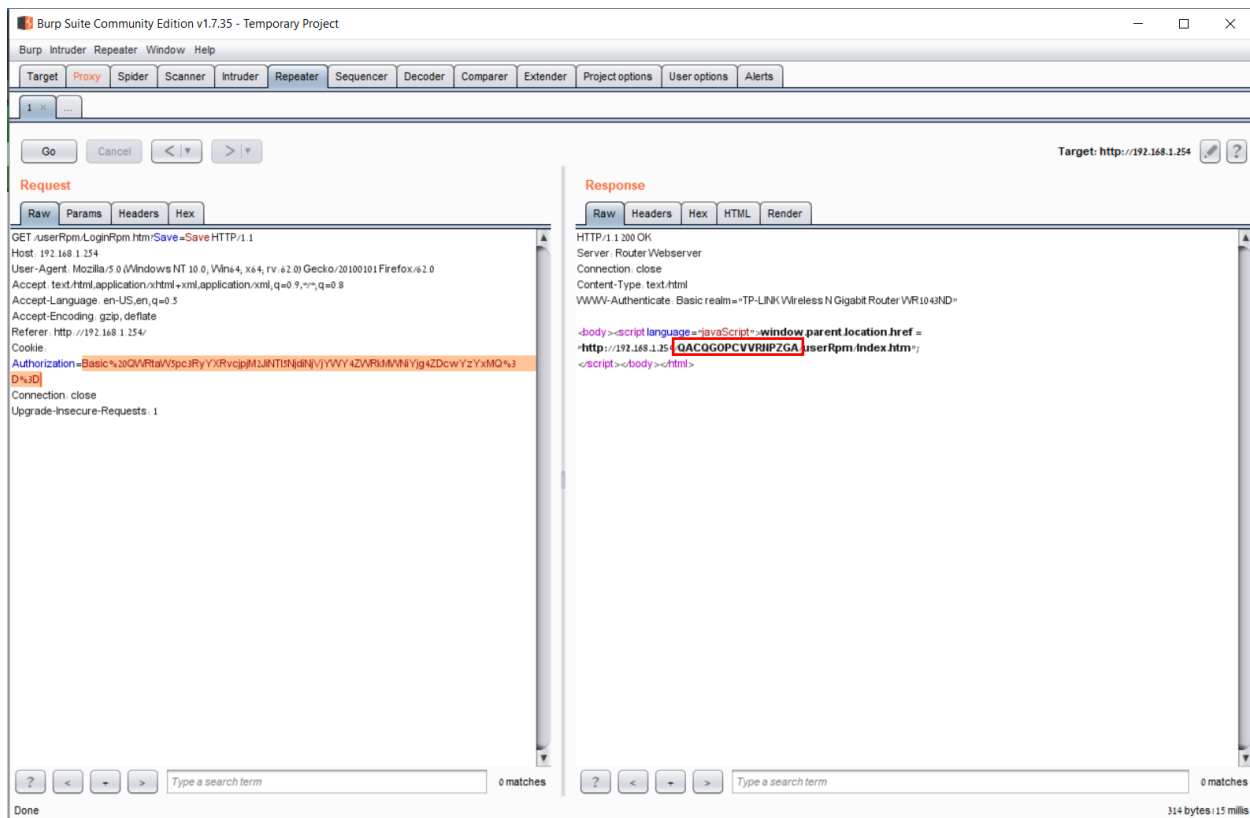 Burp Suite Community Edition v1.7.35 - Temporary Project
Burp Intruder Repeater Window Help
Target Proxy Spider Scanner Intruder Repeater Sequencer Decoder Comparer Extender Project options User options Alerts
1 × ...
Go Cancel < > Target: http://192.168.1.254 ?
Request
Raw Params Headers Hex
GET /userRpm/LoginRpm.htm?Save=Save HTTP/1.1
Host: 192.168.1.254
User-Agent: Mozilla/5.0 (Windows NT 10.0; Win64; x64; rv:62.0) Gecko/20100101 Firefox/62.0
Accept: text/html,application/xhtml+xml,application/xml;q=0.9,*/*;q=0.8
Accept-Language: en-US,en;q=0.5
Accept-Encoding: gzip, deflate
Referer: http://192.168.1.254/
Cookie:
Connection: close
Upgrade-Insecure-Requests: 1
? < + > Type a search term 0 matches
Response
Raw Headers Hex HTML Render
HTTP/1.1 200 OK
Server: Router Webserver
Connection: close
Content-Type: text/html
WWW-Authenticate: Basic realm="TP-LINK Wireless N Gigabit Router WR1043ND"
<body><script language="javaScript">window.parent.location.href =
"http://192.168.1.254/QACQGOPCVVRNPZGA/userRpm/Index.htm";
</script></body></html>
? < + > Type a search term 0 matches
Done 314 bytes | 15 millis